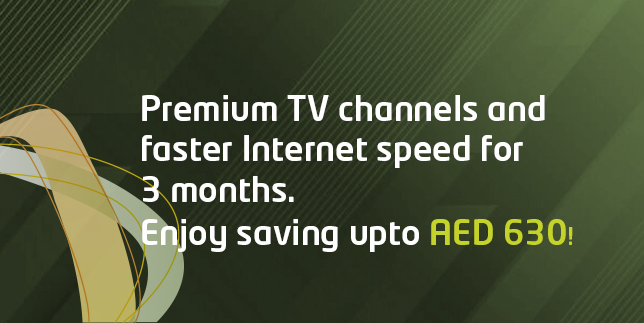 Premium TV channels and
faster Internet speed for
3 months.
Enjoy saving upto AED 630!